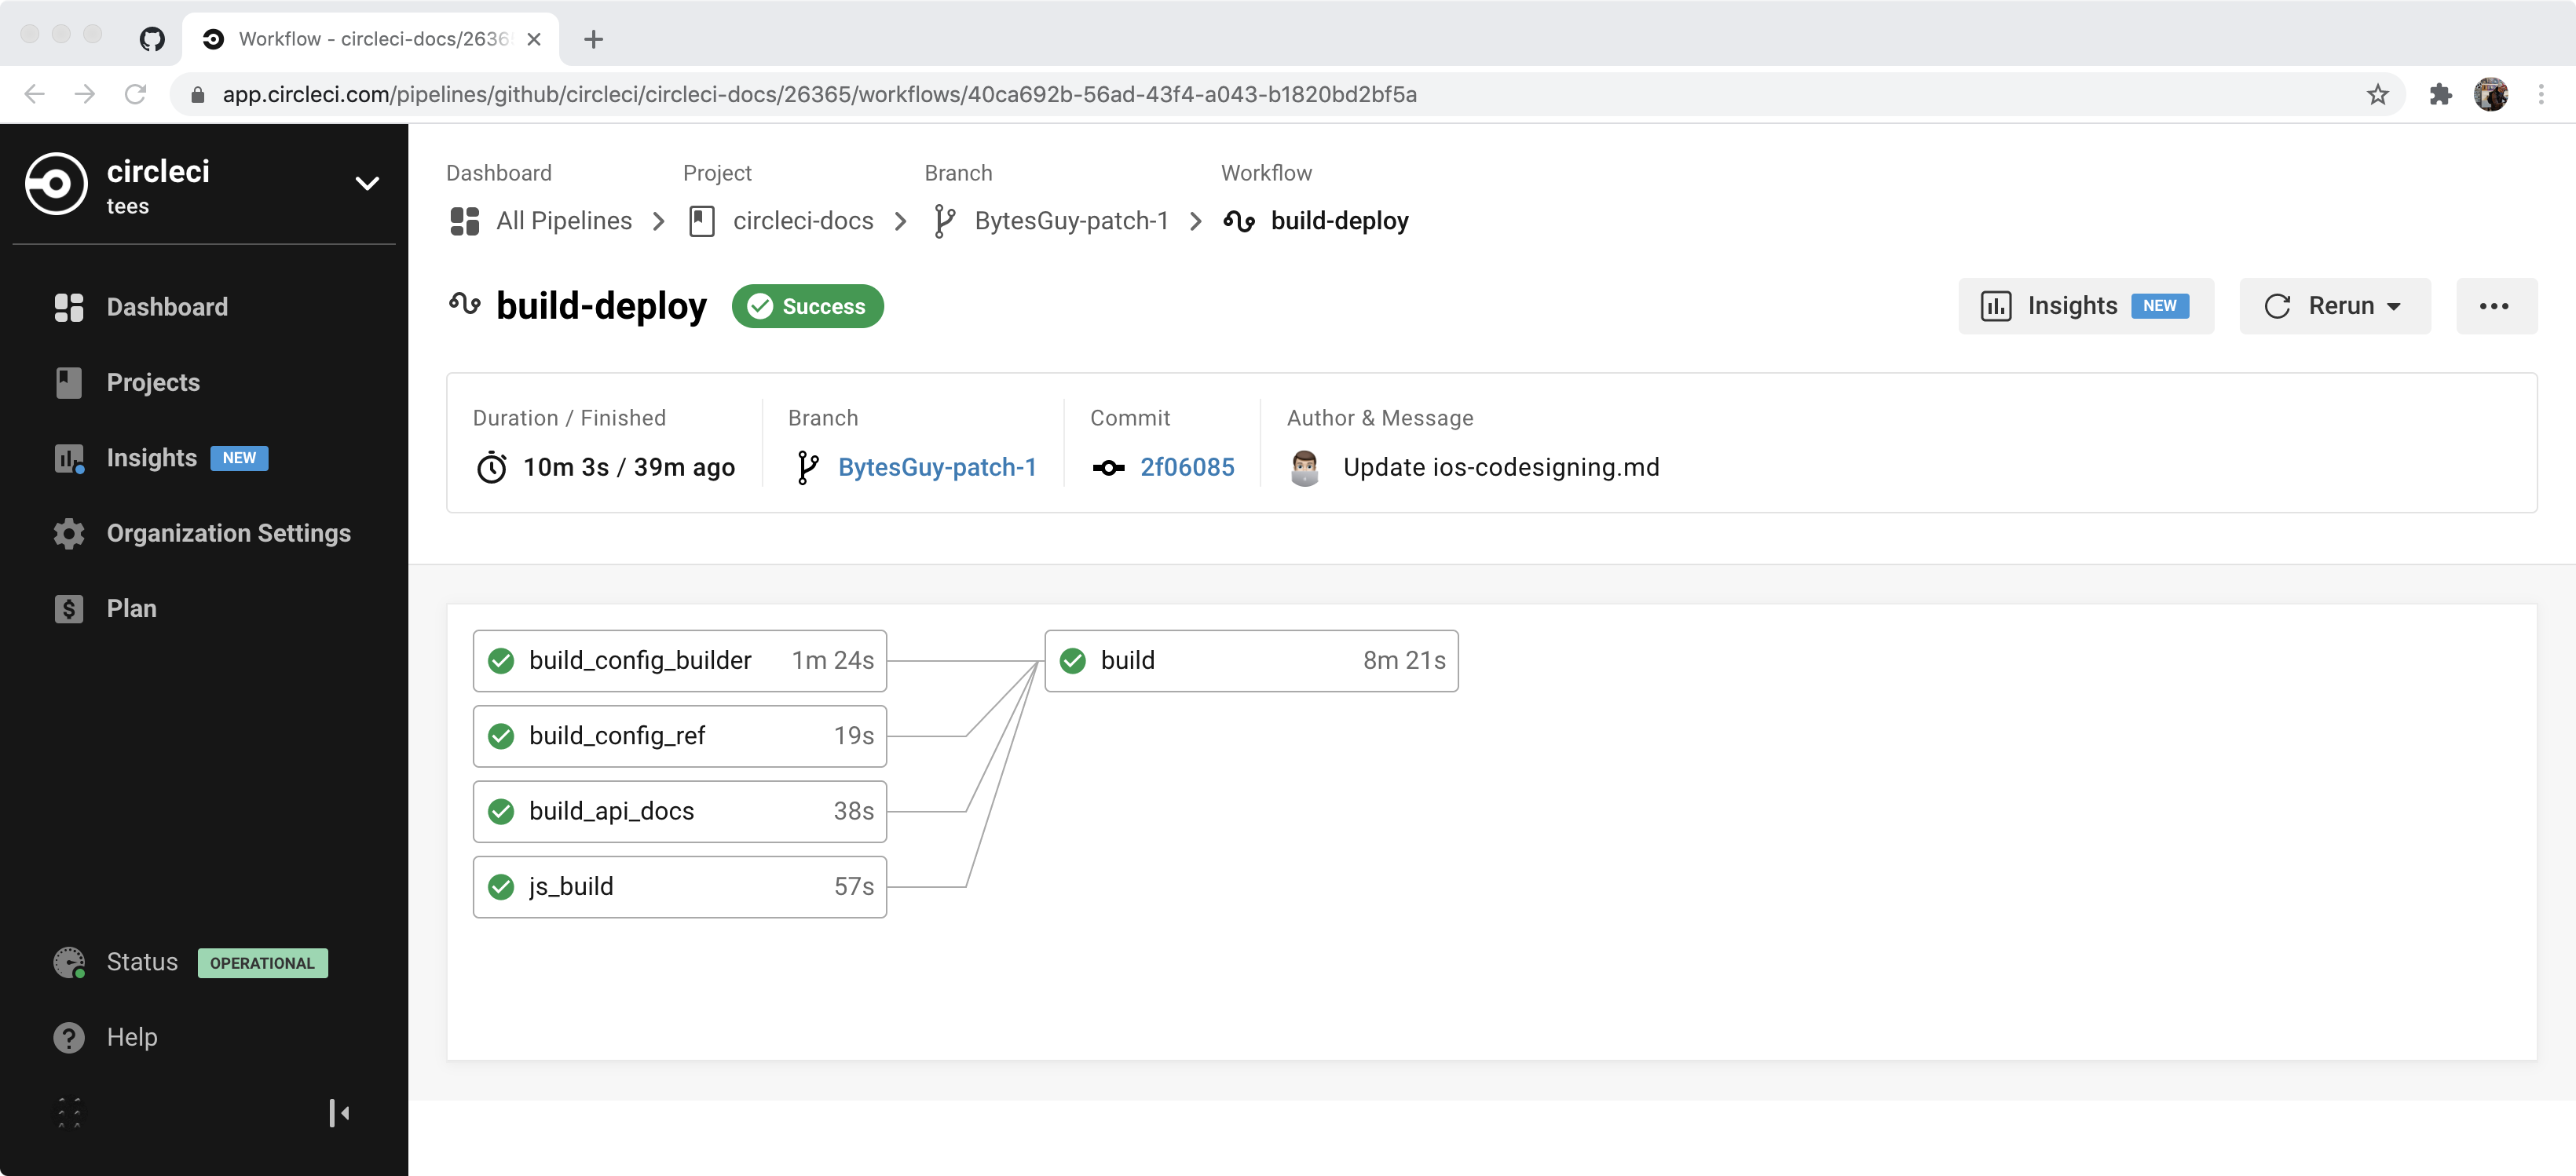 Workflow - circleci-docs/2636
app.circleci.com/pipelines/github/circleci/circleci-docs/26365/workflows/40ca692b-56ad-43f4-a043-b1820bd2bf5a
circleci
tees
Dashboard
Projects
Insights NEW
Organization Settings
Plan
Status OPERATIONAL
Help
Dashboard Project Branch Workflow
All Pipelines circleci-docs BytesGuy-patch-1 build-deploy
build-deploy Success Insights NEW Rerun
Duration / Finished Branch Commit Author & Message
10m 3s / 39m ago BytesGuy-patch-1 2f06085 Update ios-codesigning.md
build_config_builder 1m 24s build 8m 21s
build_config_ref 19s
build_api_docs 38s
js_build 57s